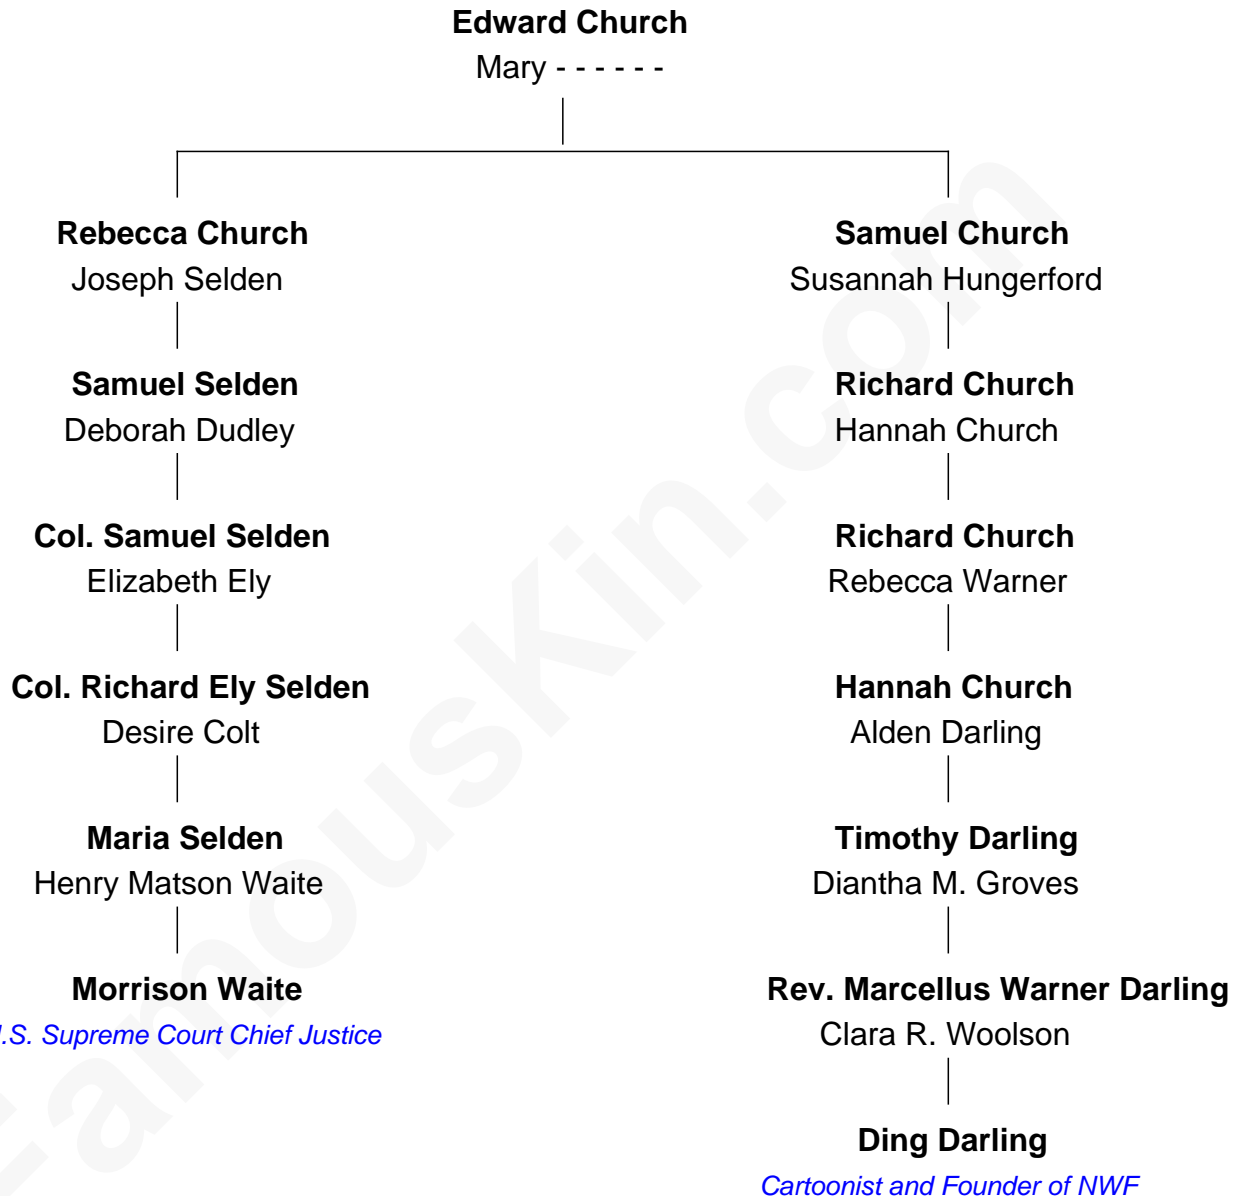 Edward Church
Mary - - - - - -
Rebecca Church
Joseph Selden
Samuel Selden
Deborah Dudley
Col. Samuel Selden
Elizabeth Ely
Col. Richard Ely Selden
Desire Colt
Maria Selden
Henry Matson Waite
Morrison Waite
.S. Supreme Court Chief Justice
Samuel Church
Susannah Hungerford
Richard Church
Hannah Church
Richard Church
Rebecca Warner
Hannah Church
Alden Darling
Timothy Darling
Diantha M. Groves
Rev. Marcellus Warner Darling
Clara R. Woolson
Ding Darling
Cartoonist and Founder of NWF
FamousKin.com